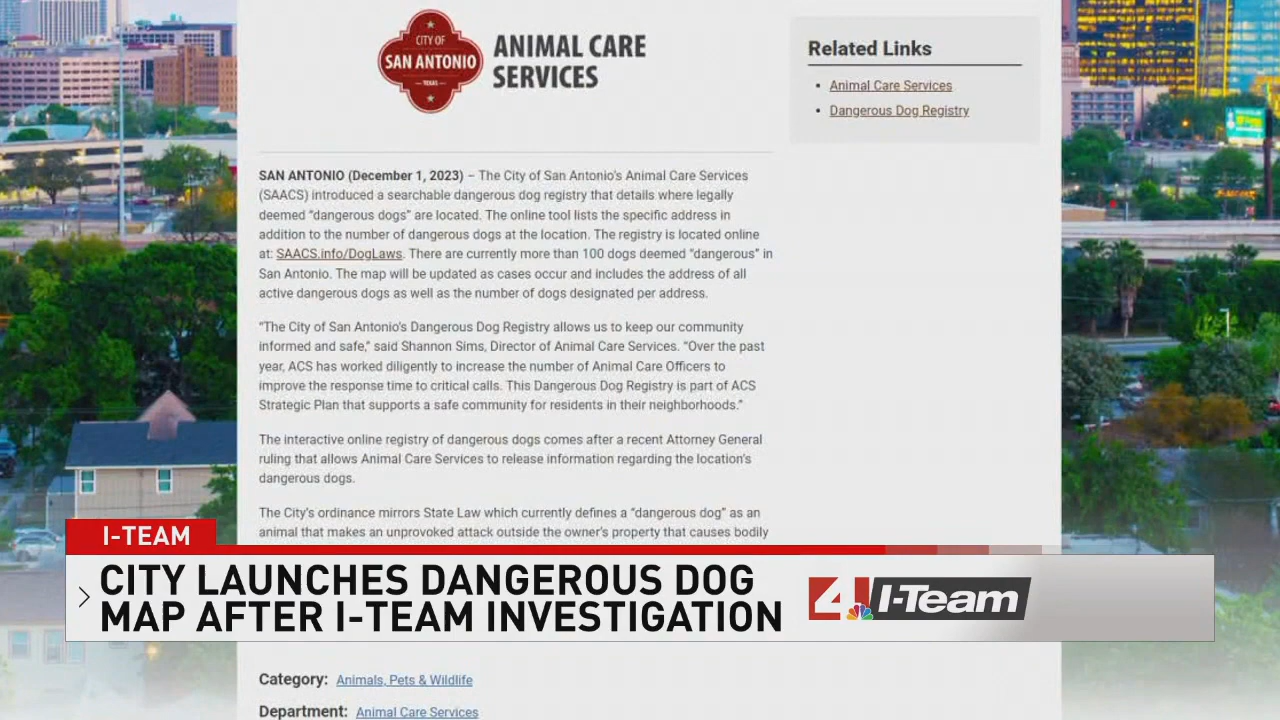 CITY OF
SAN ANTONIO
TEXAS
ANIMAL CARE
SERVICES
Related Links
• Animal Care Services
• Dangerous Dog Registry
SAN ANTONIO (December 1, 2023) – The City of San Antonio's Animal Care Services
(SAACS) introduced a searchable dangerous dog registry that details where legally
deemed “dangerous dogs” are located. The online tool lists the specific address in
addition to the number of dangerous dogs at the location. The registry is located online
at: SAACS.info/DogLaws. There are currently more than 100 dogs deemed “dangerous” in
San Antonio. The map will be updated as cases occur and includes the address of all
active dangerous dogs as well as the number of dogs designated per address.
“The City of San Antonio's Dangerous Dog Registry allows us to keep our community
informed and safe,” said Shannon Sims, Director of Animal Care Services. “Over the past
year, ACS has worked diligently to increase the number of Animal Care Officers to
improve the response time to critical calls. This Dangerous Dog Registry is part of ACS
Strategic Plan that supports a safe community for residents in their neighborhoods.”
The interactive online registry of dangerous dogs comes after a recent Attorney General
ruling that allows Animal Care Services to release information regarding the location's
dangerous dogs.
The City's ordinance mirrors State Law which currently defines a “dangerous dog” as an
animal that makes an unprovoked attack outside the owner's property that causes bodily
I-TEAM
CITY LAUNCHES DANGEROUS DOG
MAP AFTER I-TEAM INVESTIGATION
4 I-Team
Category: Animals, Pets & Wildlife
Department: Animal Care Services